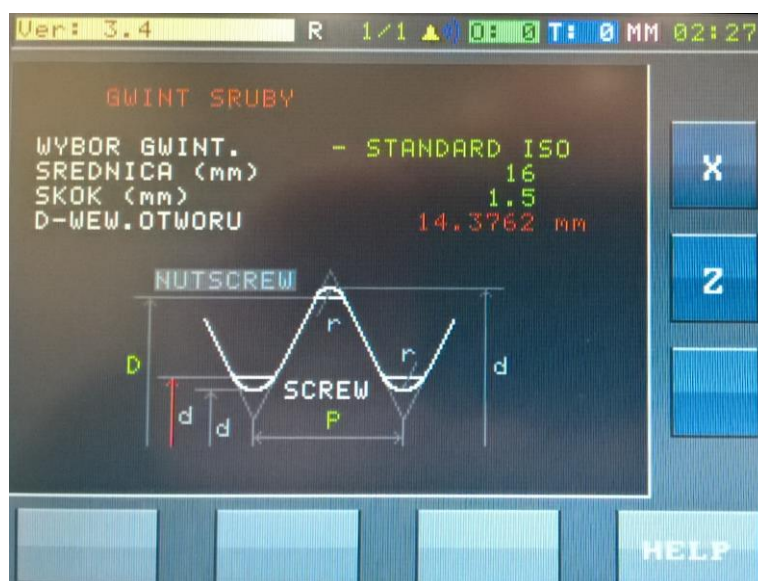 Ver: 3.4 R 1/1 O: 0 T: 0 MM 02:27
GWINT SRUBY
WYBOR GWINT. - STANDARD ISO
SREDNICA (mm) 16
SKOK (mm) 1.5
D-WEW.OTWORU 14.3762 mm
X
Z
NUTSCREW
r
r
D
d
SCREW
d
d
P
HELP